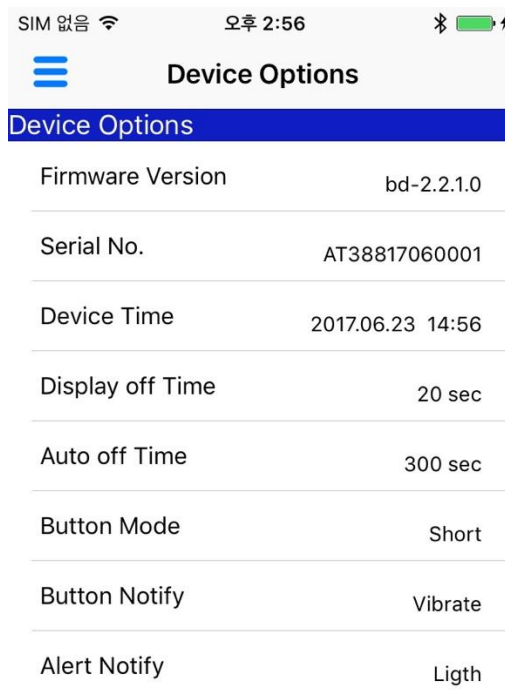 SIM 없음 오후 2:56
Device Options
Device Options
Firmware Version bd-2.2.1.0
Serial No. AT38817060001
Device Time 2017.06.23 14:56
Display off Time 20 sec
Auto off Time 300 sec
Button Mode Short
Button Notify Vibrate
Alert Notify Ligth